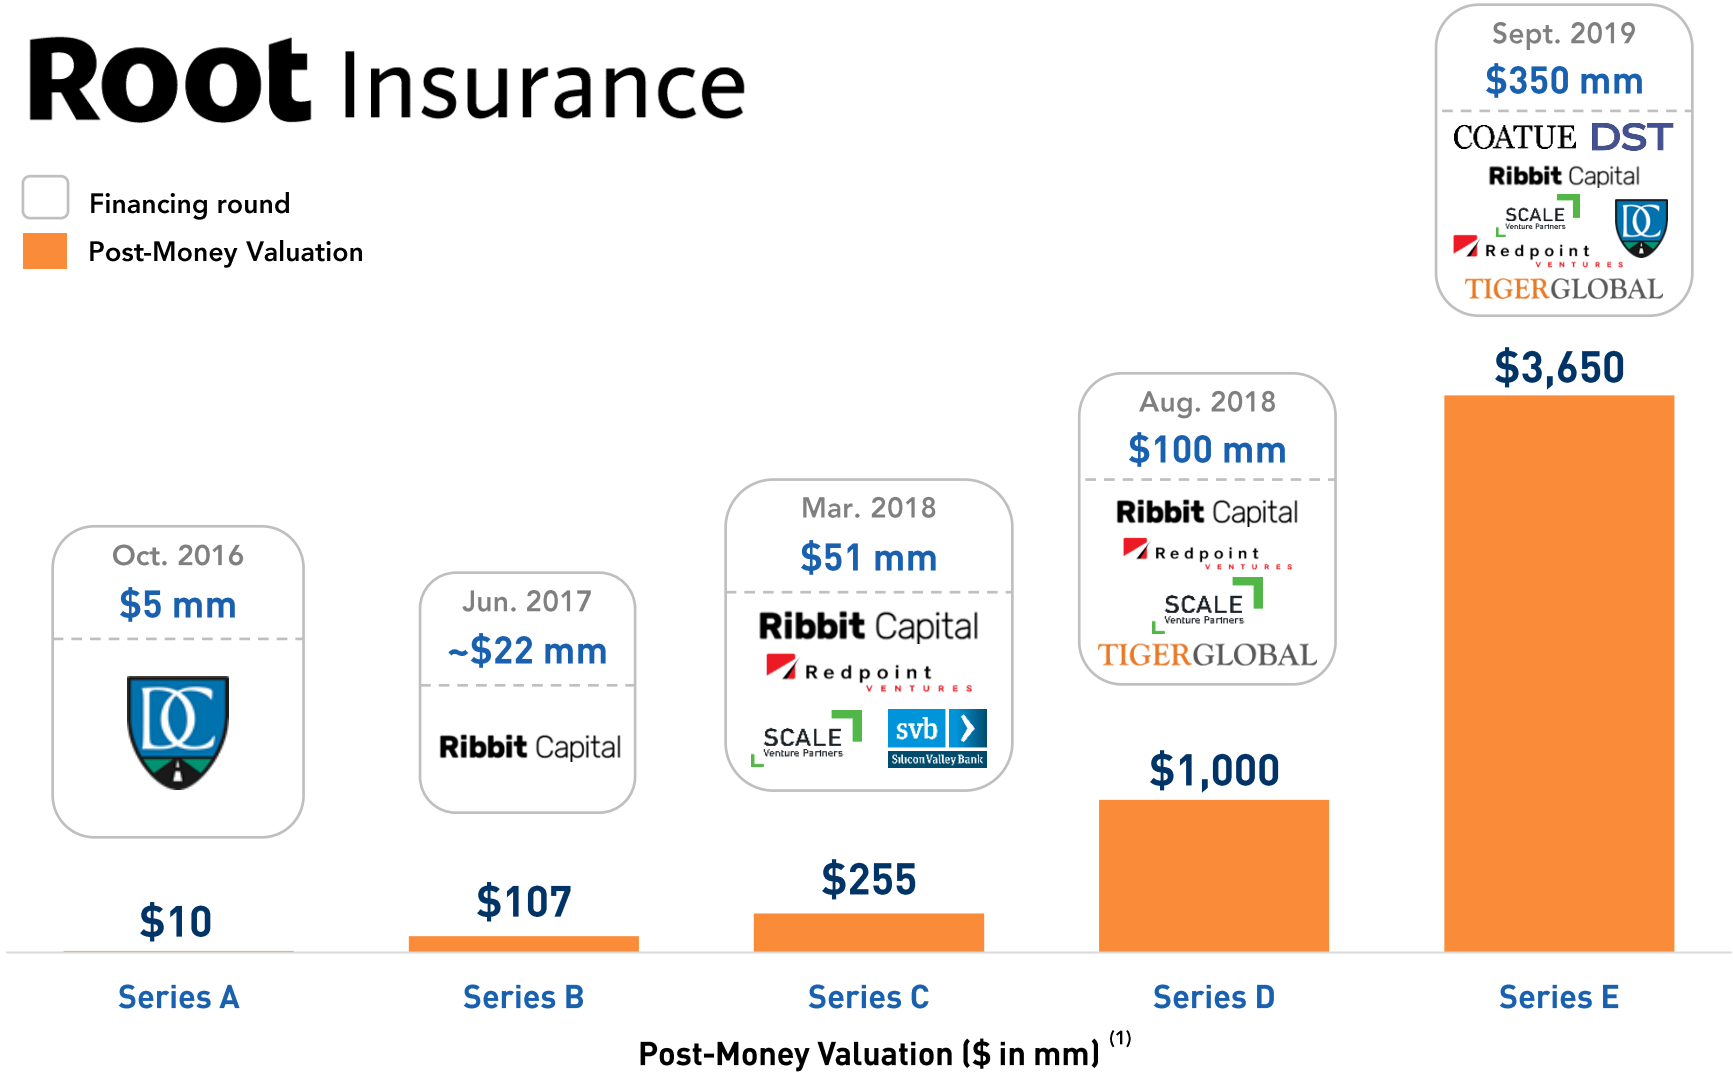 Root Insurance
Financing round
Post-Money Valuation
Oct. 2016
$5 mm
DC
$10
Series A
Jun. 2017
~$22 mm
Ribbit Capital
$107
Series B
Mar. 2018
$51 mm
Ribbit Capital
Redpoint
VENTURES
SCALE
Venture Partners
svb
Silicon Valley Bank
$255
Series C
Aug. 2018
$100 mm
Ribbit Capital
Redpoint
VENTURES
SCALE
Venture Partners
TIGERGLOBAL
$1,000
Series D
Sept. 2019
$350 mm
COATUE DST
Ribbit Capital
SCALE
Venture Partners
DC
Redpoint
VENTURES
TIGERGLOBAL
$3,650
Series E
Post-Money Valuation ($ in mm) (1)